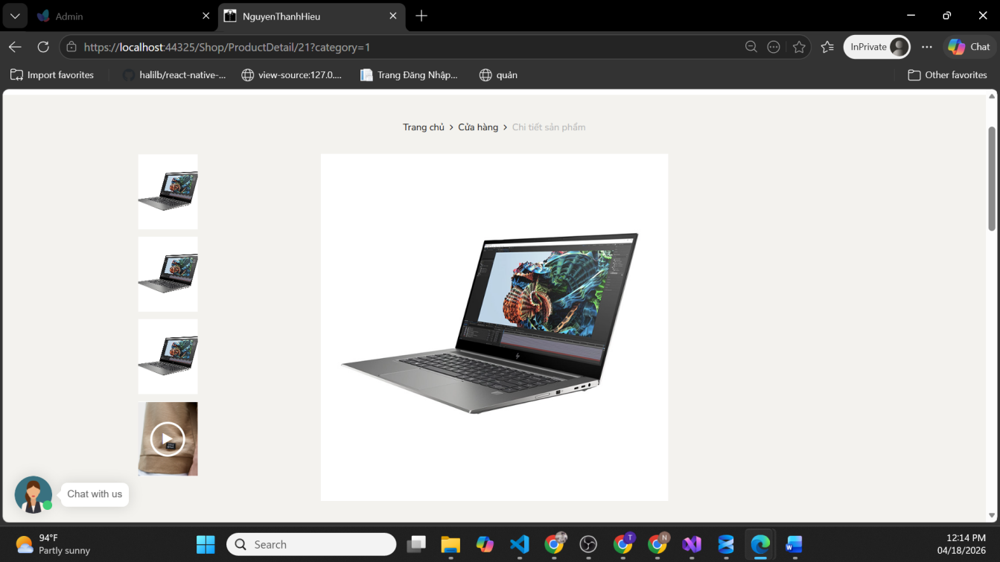 Admin
NguyenThanhHieu
https://localhost:44325/Shop/ProductDetail/21?category=1
InPrivate
Chat
Import favorites
halilb/react-native-...
view-source:127.0....
Trang Đăng Nhập...
quản
Other favorites
Trang chủ > Cửa hàng > Chi tiết sản phẩm
Chat with us
94°F
Partly sunny
Search
T
N
12:14 PM
04/18/2026